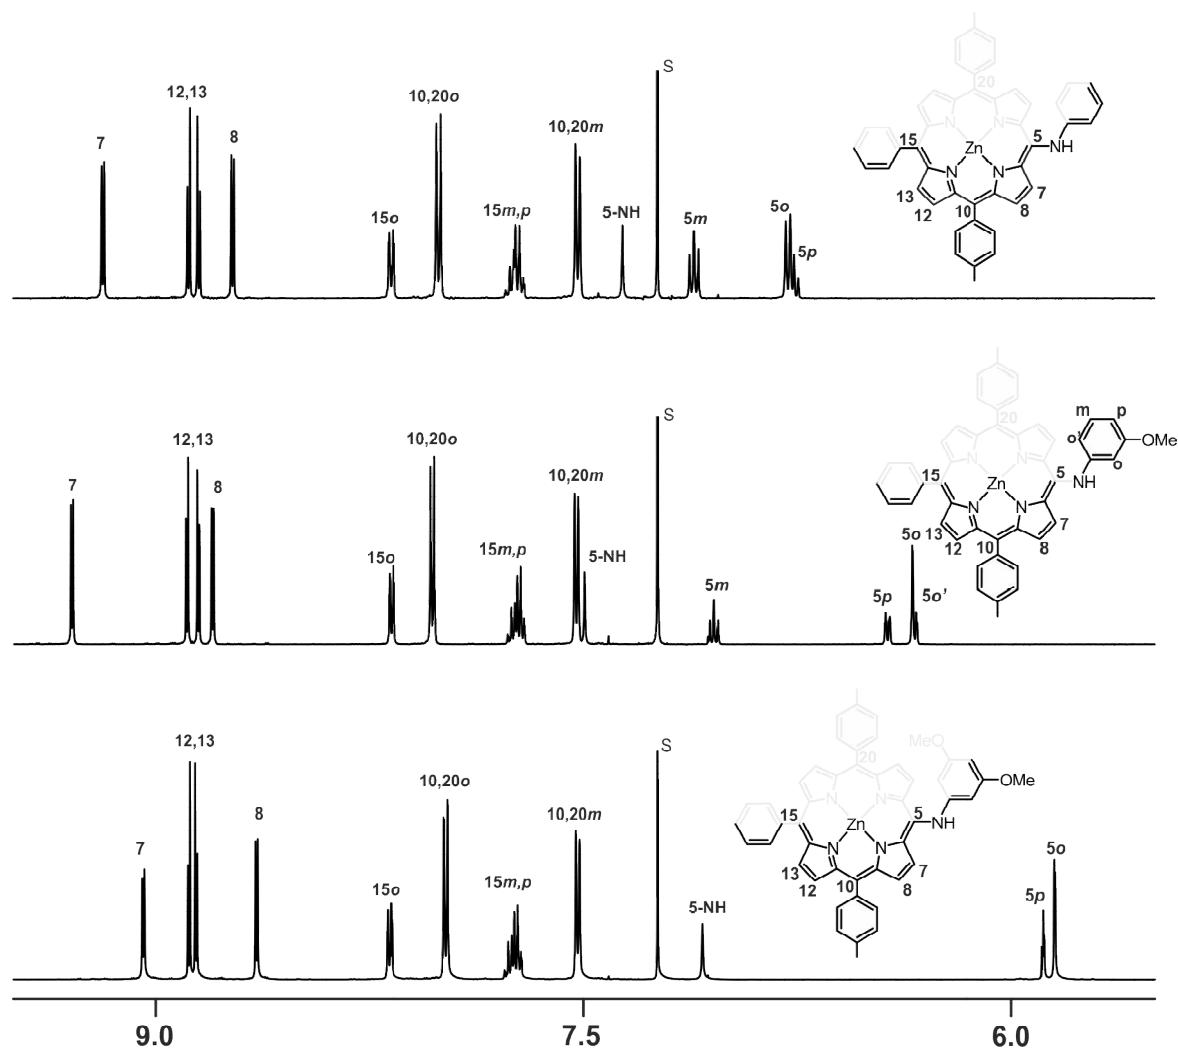 S
12,13
10,20o
7
8
10,20m
15o
15m,p
5-NH
5m
5o
5p
20
15
5
NH
N
N
Zn
N
N
13
12
10
8
7
S
12,13
10,20o
7
8
10,20m
15o
15m,p
5-NH
5m
5p
5o
5o’
20
m
p
o'
o
OMe
15
5
NH
N
N
Zn
N
N
13
12
10
8
7
S
12,13
10,20o
7
8
10,20m
15o
15m,p
5-NH
5p
5o
20
MeO
OMe
15
5
NH
N
N
Zn
N
N
13
12
10
8
7
9.0
7.5
6.0